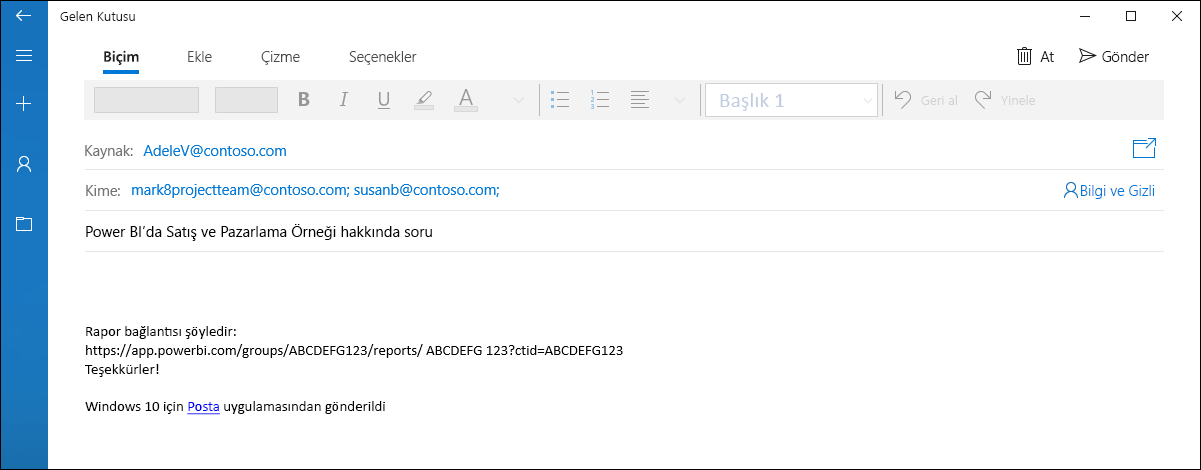 Gelen Kutusu
Biçim Ekle Çizme Seçenekler At Gönder
B I U A Başlık 1 Geri al Yinele
Kaynak: AdeleV@contoso.com
Kime: mark8projectteam@contoso.com; susanb@contoso.com; Bilgi ve Gizli
Power BI’da Satış ve Pazarlama Örneği hakkında soru
Rapor bağlantısı şöyledir:
https://app.powerbi.com/groups/ABCDEFG123/reports/ ABCDEFG 123?ctid=ABCDEFG123
Teşekkürler!
Windows 10 için Posta uygulamasından gönderildi